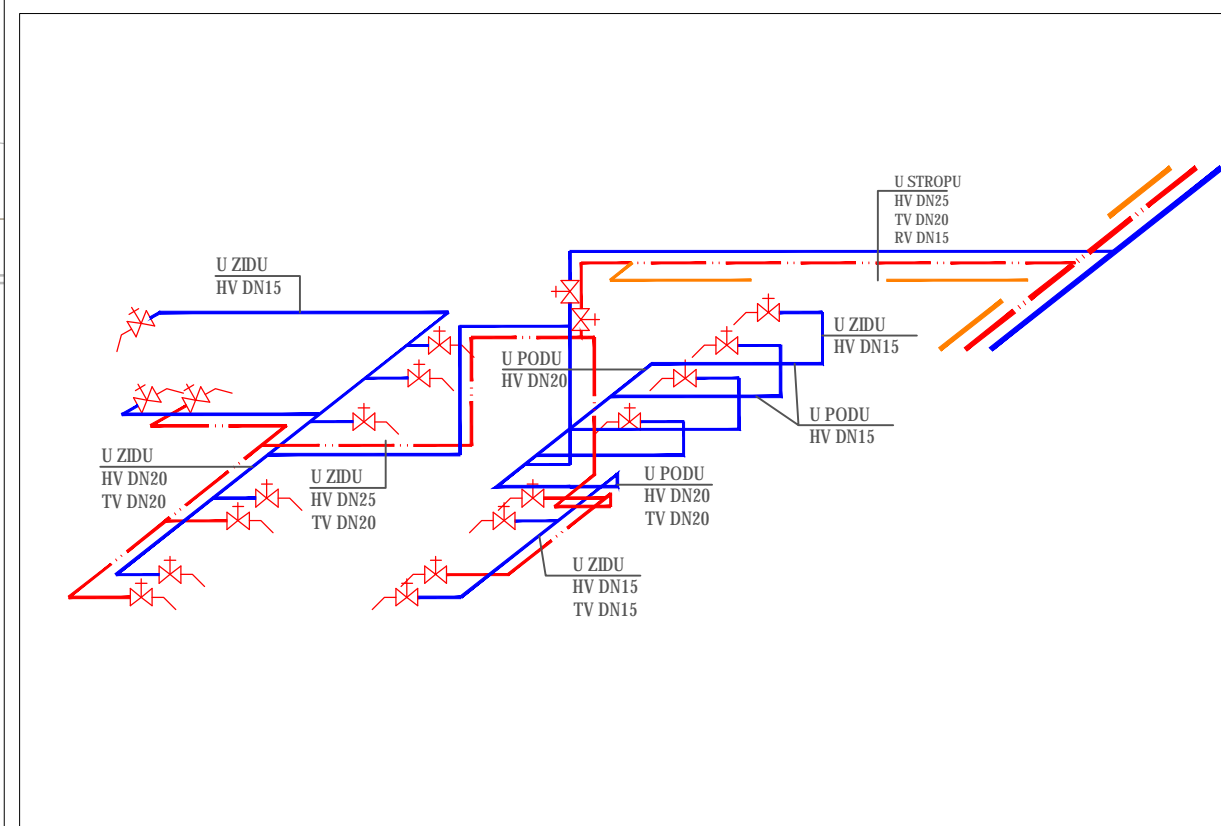 U STROPU
HV DN25
TV DN20
RV DN15
U ZIDU
HV DN15
U ZIDU
HV DN15
U PODU
HV DN20
U PODU
HV DN15
U ZIDU
HV DN20
TV DN20
U ZIDU
HV DN25
TV DN20
U PODU
HV DN20
TV DN20
U ZIDU
HV DN15
TV DN15